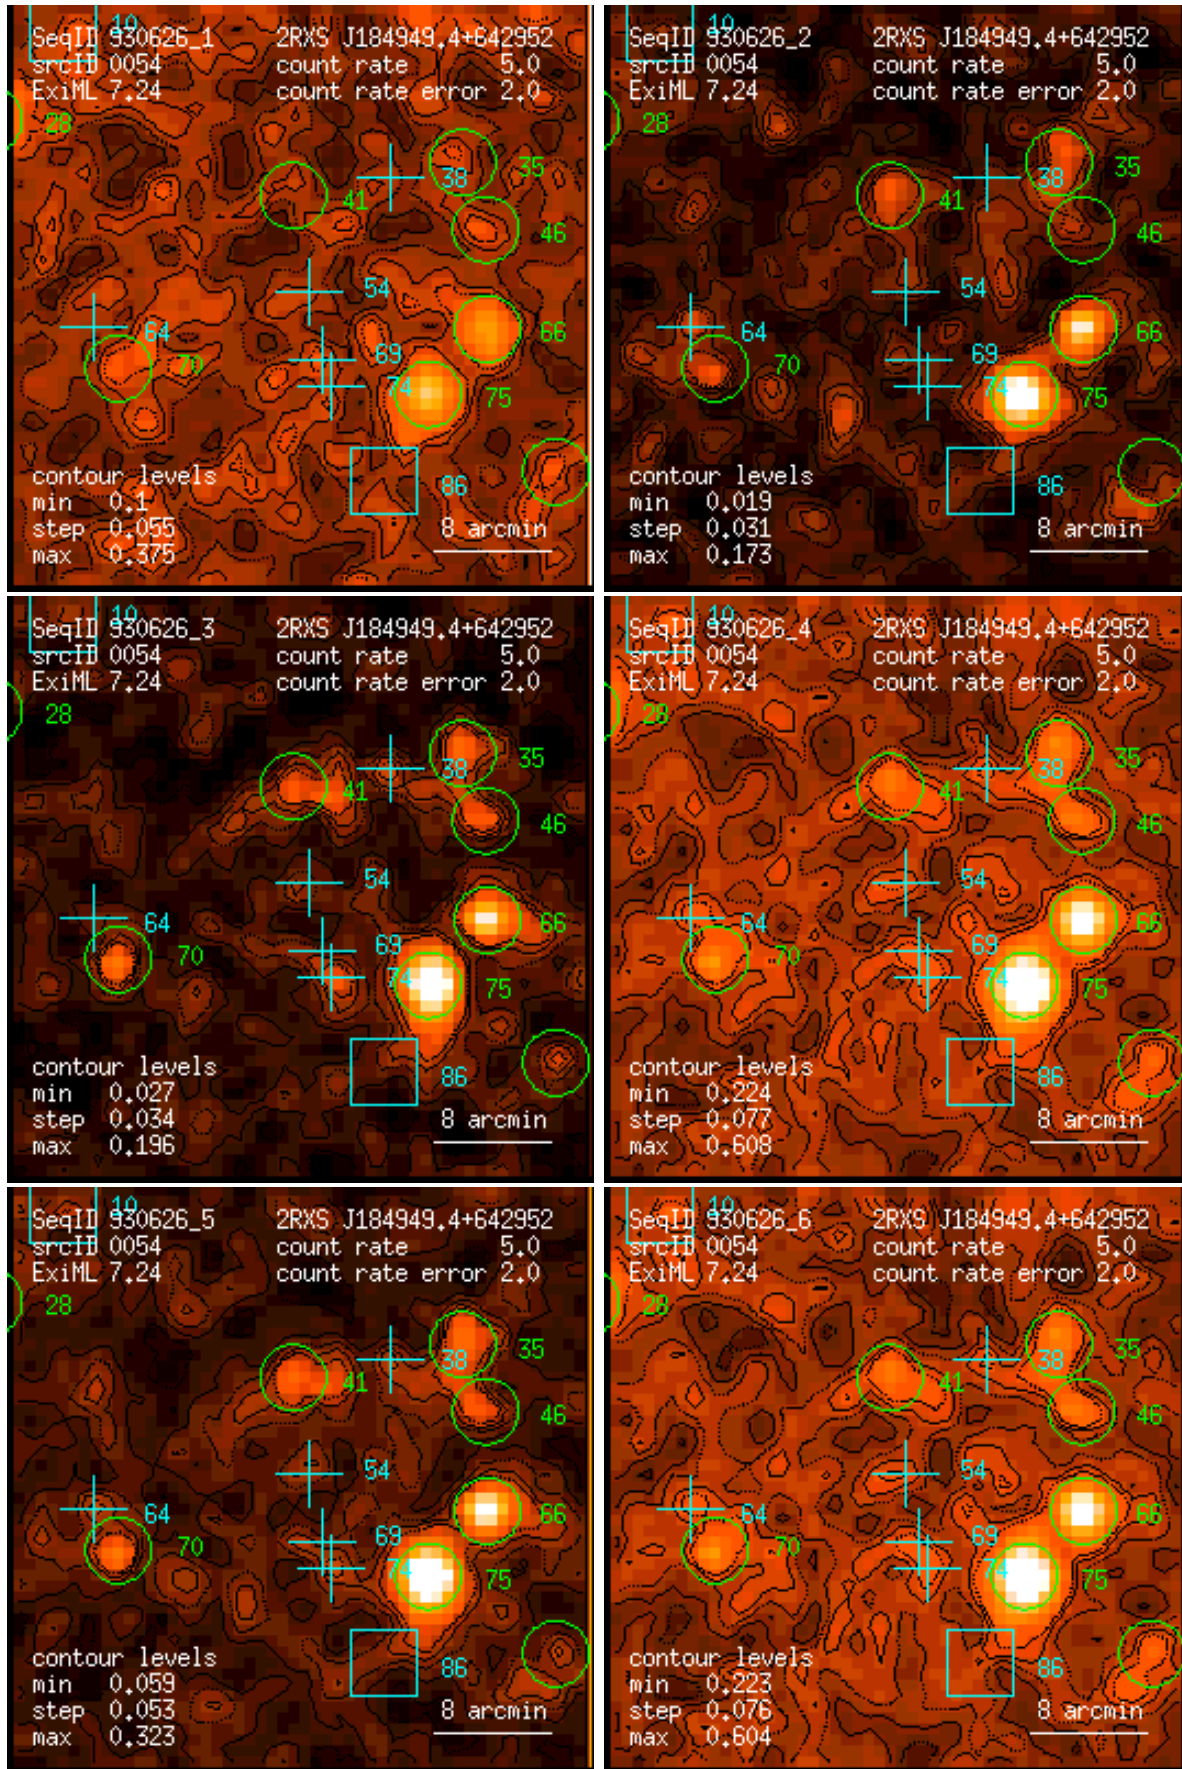 10
SeqID 930626_1 2RXS J184949.4+642952
srcID 0054 count rate 5.0
ExiML 7.24 count rate error 2.0
28
35
38
41
46
54
64
66
69
70
74
75
contour levels
86
min 0.1
step 0.055 8 arcmin
max 0.375
10
SeqID 930626_2 2RXS J184949.4+642952
srcID 0054 count rate 5.0
ExiML 7.24 count rate error 2.0
28
35
38
41
46
54
64
66
69
70
74
75
contour levels
86
min 0.019
step 0.031 8 arcmin
max 0.173
10
SeqID 930626_3 2RXS J184949.4+642952
srcID 0054 count rate 5.0
ExiML 7.24 count rate error 2.0
28
35
38
41
46
54
64
66
69
70
74
75
contour levels
86
min 0.027
step 0.034 8 arcmin
max 0.196
10
SeqID 930626_4 2RXS J184949.4+642952
srcID 0054 count rate 5.0
ExiML 7.24 count rate error 2.0
28
35
38
41
46
54
64
66
69
70
74
75
contour levels
86
min 0.224
step 0.077 8 arcmin
max 0.608
10
SeqID 930626_5 2RXS J184949.4+642952
srcID 0054 count rate 5.0
ExiML 7.24 count rate error 2.0
28
35
38
41
46
54
64
66
69
70
74
75
contour levels
86
min 0.059
step 0.053 8 arcmin
max 0.323
10
SeqID 930626_6 2RXS J184949.4+642952
srcID 0054 count rate 5.0
ExiML 7.24 count rate error 2.0
28
35
38
41
46
54
64
66
69
70
74
75
contour levels
86
min 0.223
step 0.076 8 arcmin
max 0.604